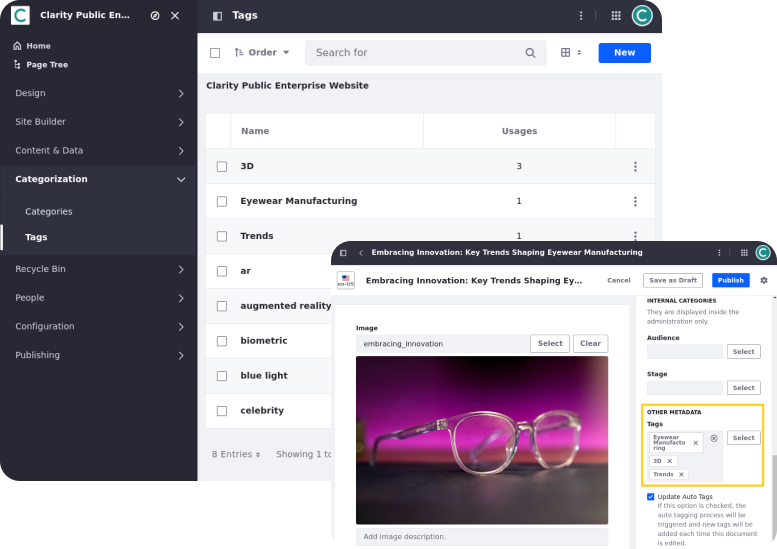 Clarity Public En...
Home
Page Tree
Design
Site Builder
Content & Data
Categorization
Categories
Tags
Recycle Bin
People
Configuration
Publishing
Tags
Order
Search for
New
Clarity Public Enterprise Website
Name Usages
3D 3
Eyewear Manufacturing 1
Trends 1
ar
augmented reality
biometric
blue light
celebrity
8 Entries Showing 1 to
Embracing Innovation: Key Trends Shaping Eyewear Manufacturing
en-US Embracing Innovation: Key Trends Shaping Ey... Cancel Save as Draft Publish
Image
embracing_innovation Select Clear
Add image description.
INTERNAL CATEGORIES
They are displayed inside the
administration only.
Audience
Select
Stage
Select
OTHER METADATA
Tags
Eyewear
Manufactu
ring
Select
3D
Trends
Update Auto Tags
If this option is checked, the
auto tagging process will be
triggered and new tags will be
added each time this document
is edited.